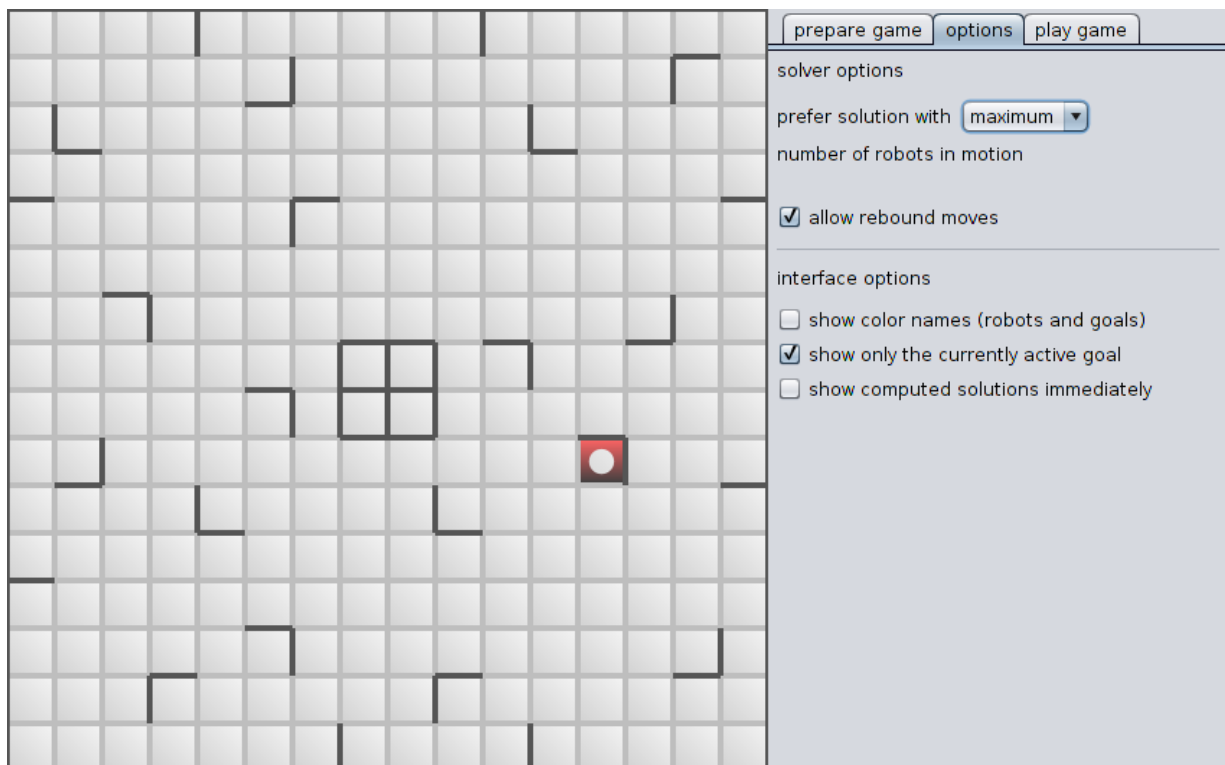 prepare game options play game
solver options
prefer solution with maximum
number of robots in motion
allow rebound moves
interface options
show color names (robots and goals)
show only the currently active goal
show computed solutions immediately